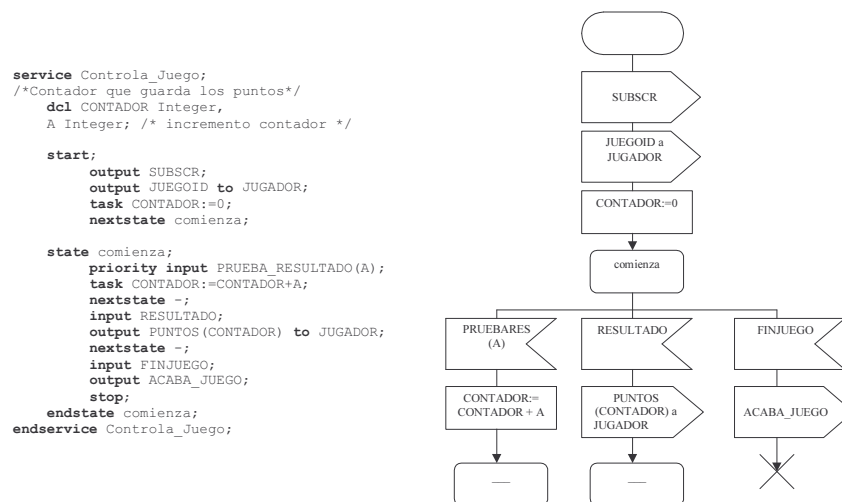 service Controla_Juego;
/*Contador que guarda los puntos*/
dcl CONTADOR Integer,
A Integer; /* incremento contador */
start;
output SUBSCR;
output JUEGOID to JUGADOR;
task CONTADOR:=0;
nextstate comienza;
state comienza;
priority input PRUEBA_RESULTADO(A);
task CONTADOR:=CONTADOR+A;
nextstate -;
input RESULTADO;
output PUNTOS(CONTADOR) to JUGADOR;
nextstate -;
input FINJUEGO;
output ACABA_JUEGO;
stop;
endstate comienza;
endservice Controla_Juego;
SUBSCR
JUEGOID a
JUGADOR
CONTADOR:=0
comienza
PRUEBARES
(A)
RESULTADO
FINJUEGO
CONTADOR:=
CONTADOR + A
PUNTOS
(CONTADOR) a
JUGADOR
ACABA_JUEGO
—
—